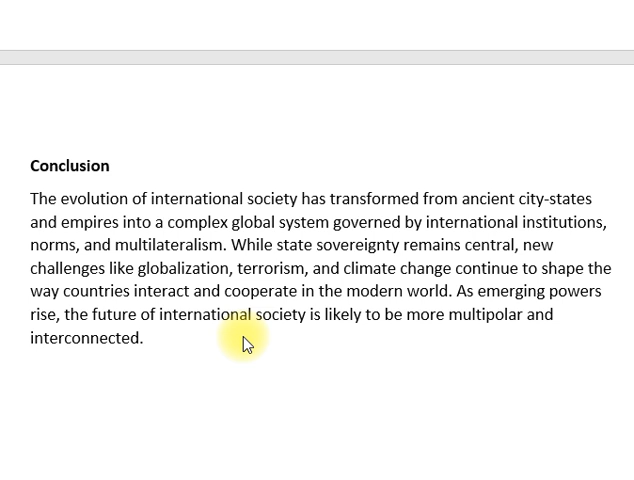 Conclusion
The evolution of international society has transformed from ancient city-states
and empires into a complex global system governed by international institutions,
norms, and multilateralism. While state sovereignty remains central, new
challenges like globalization, terrorism, and climate change continue to shape the
way countries interact and cooperate in the modern world. As emerging powers
rise, the future of international society is likely to be more multipolar and
interconnected.